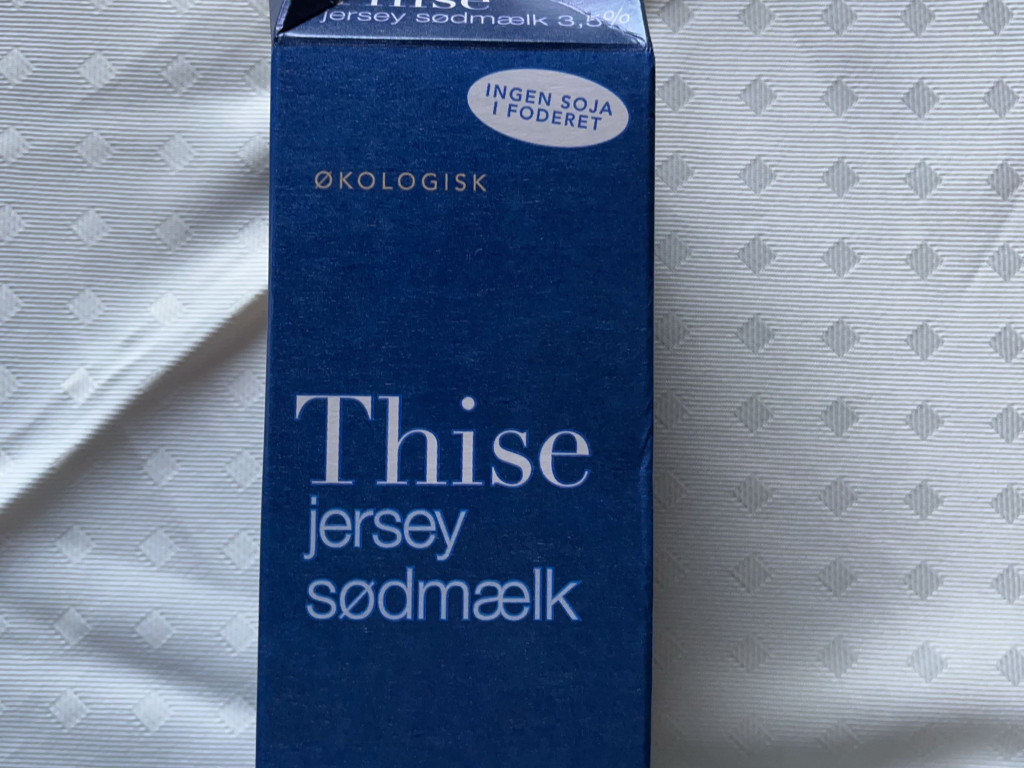 Thise
jersey sødmælk 3,5%
INGEN SOJA
I FODERET
ØKOLOGISK
Thise
jersey
sødmælk